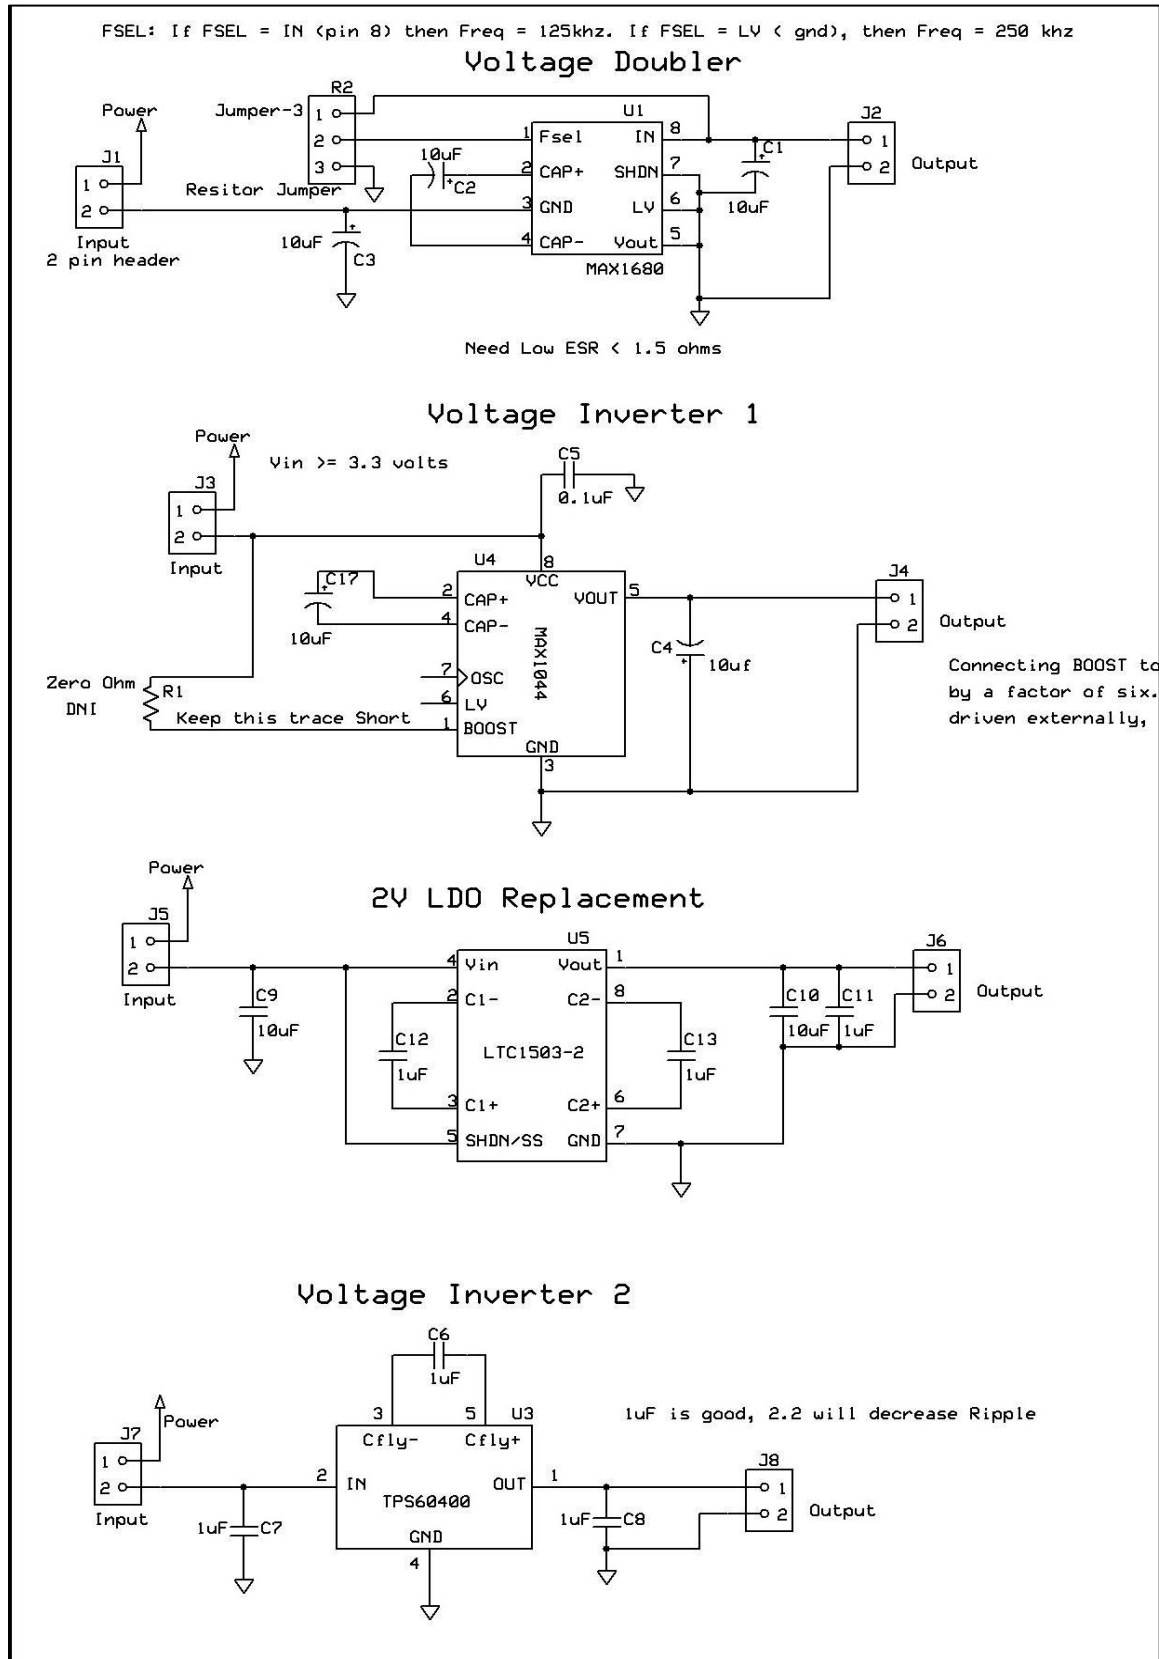 FSEL: If FSEL = IN (pin 8) then Freq = 125khz. If FSEL = LV ( gnd), then Freq = 250 khz
Voltage Doubler
Power
Jumper-3
R2
1
2
3
Resitor Jumper
J1
1
2
Input
2 pin header
10uF
C3
10uF
C2
U1
1 Fsel IN 8
2 CAP+ SHDN 7
3 GND LV 6
4 CAP- Vout 5
MAX1680
C1
10uF
J2
1
2
Output
Need Low ESR < 1.5 ohms
Voltage Inverter 1
Power
Vin >= 3.3 volts
J3
1
2
Input
C5
0.1uF
C17
10uF
U4
8
VCC
2 CAP+ VOUT 5
4 CAP-
7 OSC
6 LV
1 BOOST
MAX1044
GND
3
Zero Ohm
DNI
R1
Keep this trace Short
C4
10uf
J4
1
2
Output
Connecting BOOST to
by a factor of six.
driven externally,
Power
2V LDO Replacement
J5
1
2
Input
C9
10uF
C12
1uF
U5
4 Vin Vout 1
2 C1- C2- 8
LTC1503-2
3 C1+ C2+ 6
5 SHDN/SS GND 7
C13
1uF
C10
10uF
C11
1uF
J6
1
2
Output
Voltage Inverter 2
C6
1uF
Power
J7
1
2
Input
1uF C7
3 5 U3
Cfly- Cfly+
2 IN OUT 1
TPS60400
GND
4
1uF is good, 2.2 will decrease Ripple
1uF C8
J8
1
2
Output